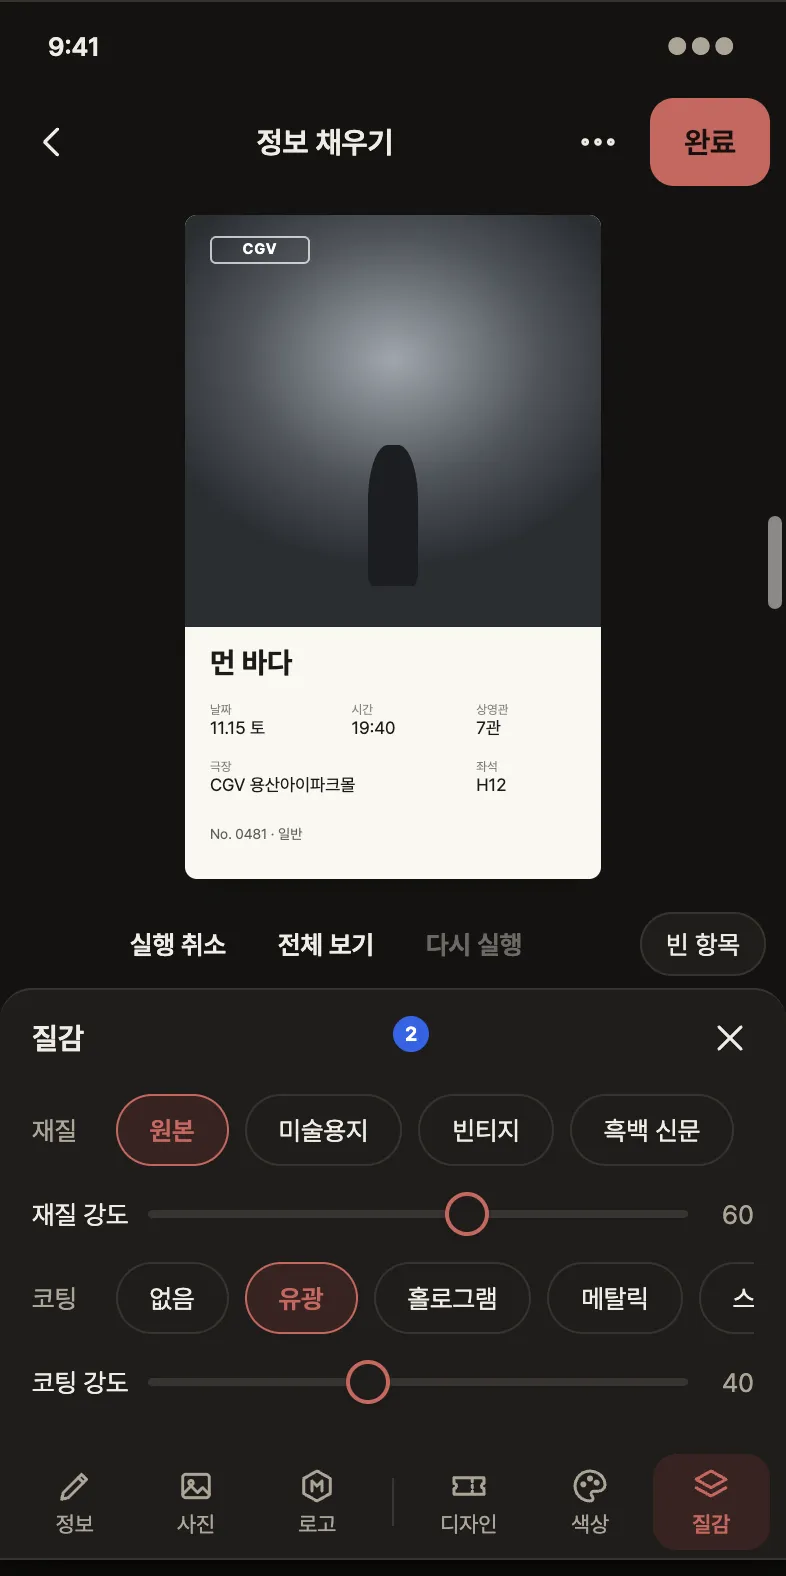 9:41
정보 채우기
완료
CGV
먼 바다
날짜 시간 상영관
11.15 토 19:40 7관
극장 좌석
CGV 용산아이파크몰 H12
No. 0481 · 일반
실행 취소 전체 보기 다시 실행 빈 항목
질감 2
재질 원본 미술용지 빈티지 흑백 신문
재질 강도 60
코팅 없음 유광 홀로그램 메탈릭 스
코팅 강도 40
정보 사진 로고 디자인 색상 질감